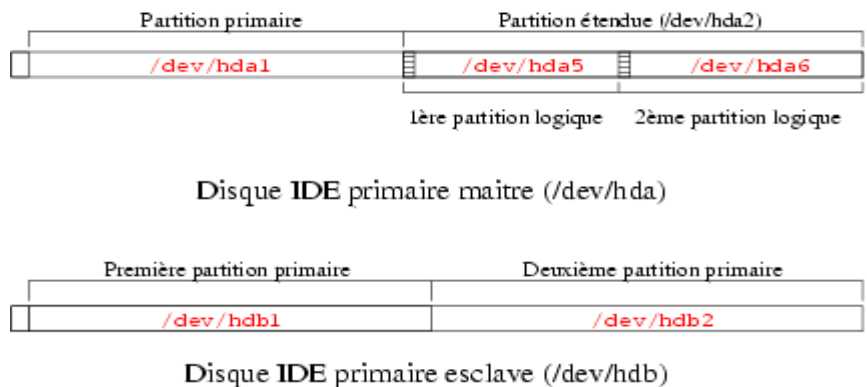 Partition primaire Partition étendue (/dev/hda2)
/dev/hda1 /dev/hda5 /dev/hda6
1ère partition logique 2ème partition logique
Disque IDE primaire maitre (/dev/hda)
Première partition primaire Deuxième partition primaire
/dev/hdb1 /dev/hdb2
Disque IDE primaire esclave (/dev/hdb)